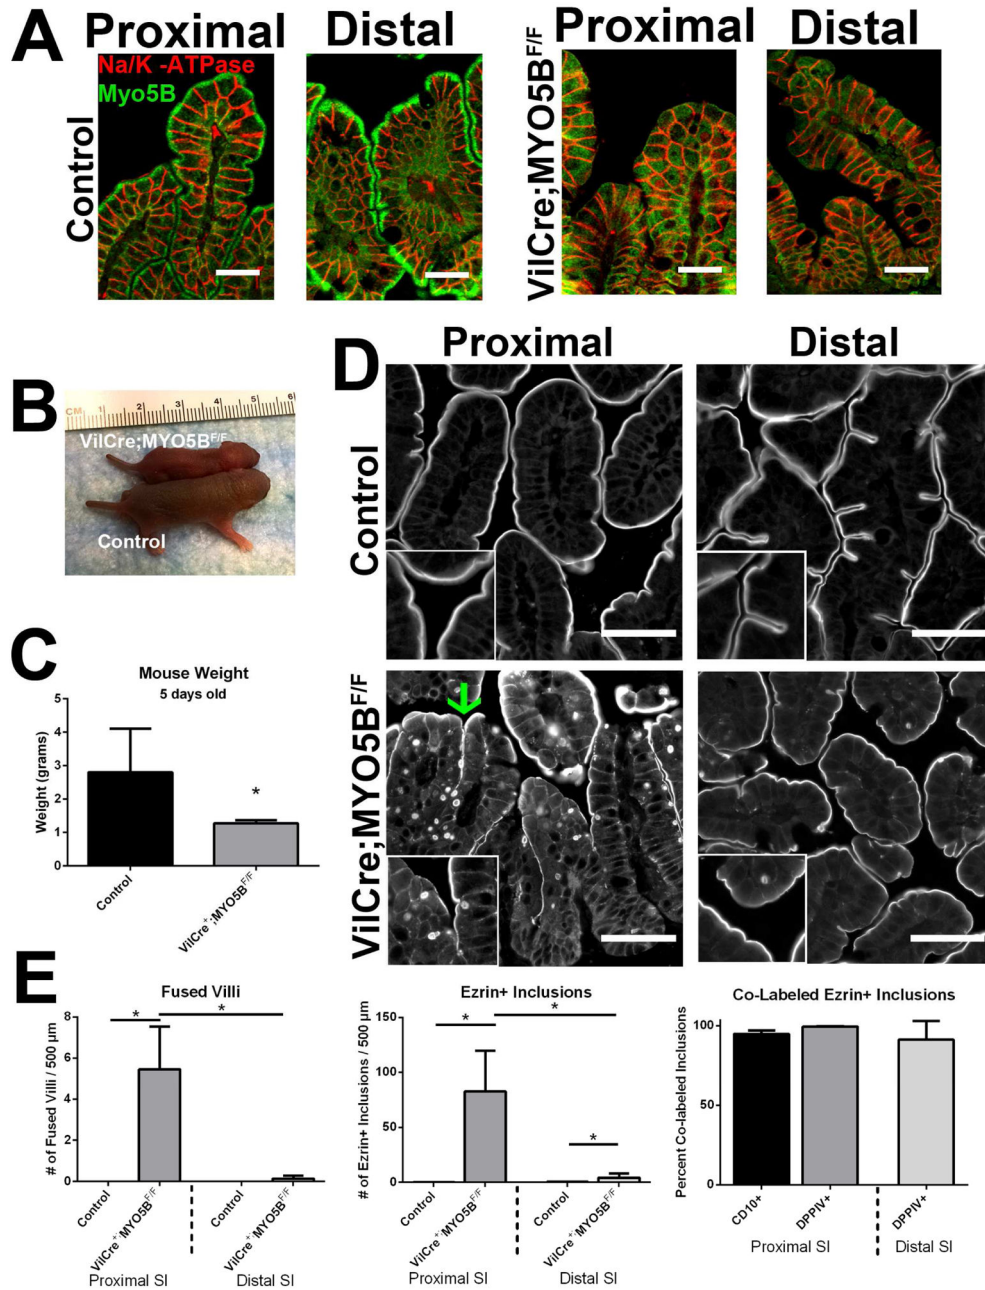 A
Proximal
Distal
Proximal
Distal
Na/K -ATPase
Myo5B
Control
VilCre;MYO5B^F/F
B
CM 1 2 3 4 5 6
VilCre;MYO5B^F/F
Control
C
Mouse Weight
5 days old
Weight (grams)
5
4
3
2
1
0
*
Control
VilCre^+;MYO5B^F/F
D
Proximal
Distal
Control
VilCre;MYO5B^F/F
E
Fused Villi
# of Fused Villi / 500 μm
8
6
4
2
0
*
*
Control
VilCre^+MYO5B^F/F
Control
VilCre^+MYO5B^F/F
Proximal SI
Distal SI
Ezrin+ Inclusions
# of Ezrin+ Inclusions / 500 μm
150
100
50
0
*
*
*
Control
VilCre^+MYO5B^F/F
Control
VilCre^+MYO5B^F/F
Proximal SI
Distal SI
Co-Labeled Ezrin+ Inclusions
Percent Co-labeled Inclusions
100
50
0
CD10+
DPPIV+
DPPIV+
Proximal SI
Distal SI